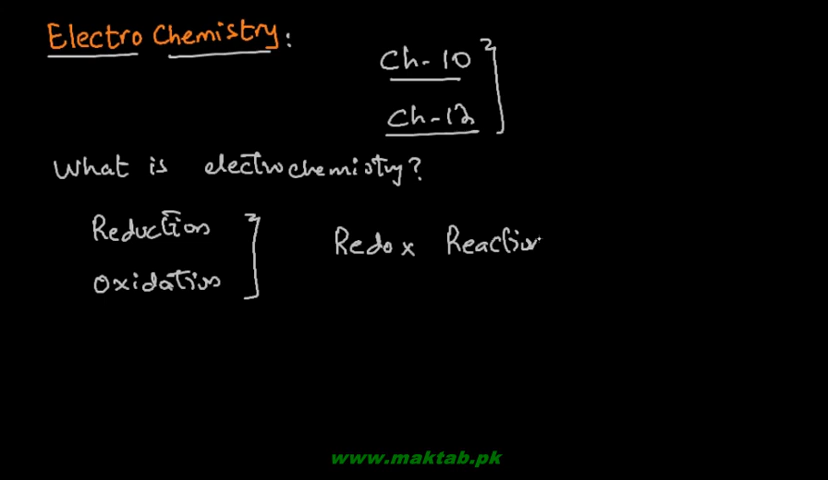 Electro Chemistry:
Ch-10
Ch-12
What is electrochemistry?
Reduction
Oxidation
Redox Reaction
www.maktab.pk